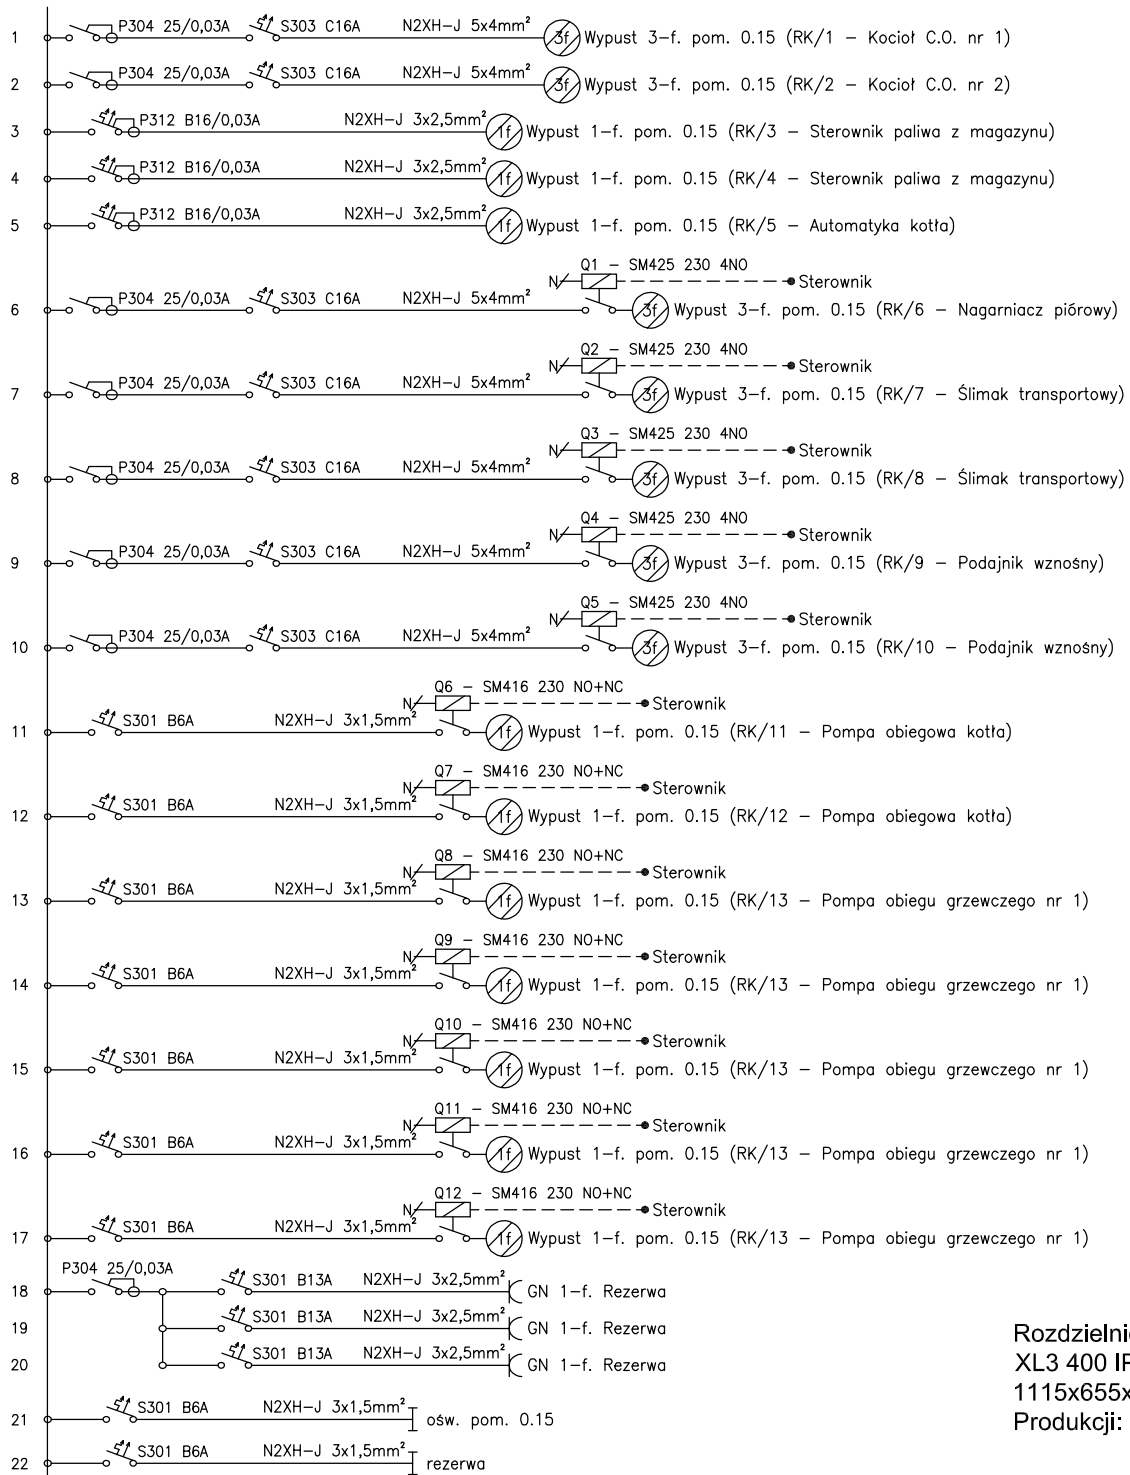 1 P304 25/0,03A S303 C16A N2XH-J 5x4mm² 3f Wypust 3-f. pom. 0.15 (RK/1 - Kocioł C.O. nr 1)
2 P304 25/0,03A S303 C16A N2XH-J 5x4mm² 3f Wypust 3-f. pom. 0.15 (RK/2 - Kocioł C.O. nr 2)
3 P312 B16/0,03A N2XH-J 3x2,5mm² 1f Wypust 1-f. pom. 0.15 (RK/3 - Sterownik paliwa z magazynu)
4 P312 B16/0,03A N2XH-J 3x2,5mm² 1f Wypust 1-f. pom. 0.15 (RK/4 - Sterownik paliwa z magazynu)
5 P312 B16/0,03A N2XH-J 3x2,5mm² 1f Wypust 1-f. pom. 0.15 (RK/5 - Automatyka kotła)
Q1 - SM425 230 4NO
N Sterownik
6 P304 25/0,03A S303 C16A N2XH-J 5x4mm² 3f Wypust 3-f. pom. 0.15 (RK/6 - Nagarniacz piórowy)
Q2 - SM425 230 4NO
N Sterownik
7 P304 25/0,03A S303 C16A N2XH-J 5x4mm² 3f Wypust 3-f. pom. 0.15 (RK/7 - Ślimak transportowy)
Q3 - SM425 230 4NO
N Sterownik
8 P304 25/0,03A S303 C16A N2XH-J 5x4mm² 3f Wypust 3-f. pom. 0.15 (RK/8 - Ślimak transportowy)
Q4 - SM425 230 4NO
N Sterownik
9 P304 25/0,03A S303 C16A N2XH-J 5x4mm² 3f Wypust 3-f. pom. 0.15 (RK/9 - Podajnik wznośny)
Q5 - SM425 230 4NO
N Sterownik
10 P304 25/0,03A S303 C16A N2XH-J 5x4mm² 3f Wypust 3-f. pom. 0.15 (RK/10 - Podajnik wznośny)
Q6 - SM416 230 NO+NC
N Sterownik
11 S301 B6A N2XH-J 3x1,5mm² 1f Wypust 1-f. pom. 0.15 (RK/11 - Pompa obiegowa kotła)
Q7 - SM416 230 NO+NC
N Sterownik
12 S301 B6A N2XH-J 3x1,5mm² 1f Wypust 1-f. pom. 0.15 (RK/12 - Pompa obiegowa kotła)
Q8 - SM416 230 NO+NC
N Sterownik
13 S301 B6A N2XH-J 3x1,5mm² 1f Wypust 1-f. pom. 0.15 (RK/13 - Pompa obiegu grzewczego nr 1)
Q9 - SM416 230 NO+NC
N Sterownik
14 S301 B6A N2XH-J 3x1,5mm² 1f Wypust 1-f. pom. 0.15 (RK/13 - Pompa obiegu grzewczego nr 1)
Q10 - SM416 230 NO+NC
N Sterownik
15 S301 B6A N2XH-J 3x1,5mm² 1f Wypust 1-f. pom. 0.15 (RK/13 - Pompa obiegu grzewczego nr 1)
Q11 - SM416 230 NO+NC
N Sterownik
16 S301 B6A N2XH-J 3x1,5mm² 1f Wypust 1-f. pom. 0.15 (RK/13 - Pompa obiegu grzewczego nr 1)
Q12 - SM416 230 NO+NC
N Sterownik
17 S301 B6A N2XH-J 3x1,5mm² 1f Wypust 1-f. pom. 0.15 (RK/13 - Pompa obiegu grzewczego nr 1)
18 P304 25/0,03A S301 B13A N2XH-J 3x2,5mm² GN 1-f. Rezerwa
19 S301 B13A N2XH-J 3x2,5mm² GN 1-f. Rezerwa
20 S301 B13A N2XH-J 3x2,5mm² GN 1-f. Rezerwa
21 S301 B6A N2XH-J 3x1,5mm² ośw. pom. 0.15
22 S301 B6A N2XH-J 3x1,5mm² rezerwa
Rozdzielni
XL3 400 IP
1115x655x
Produkcji: